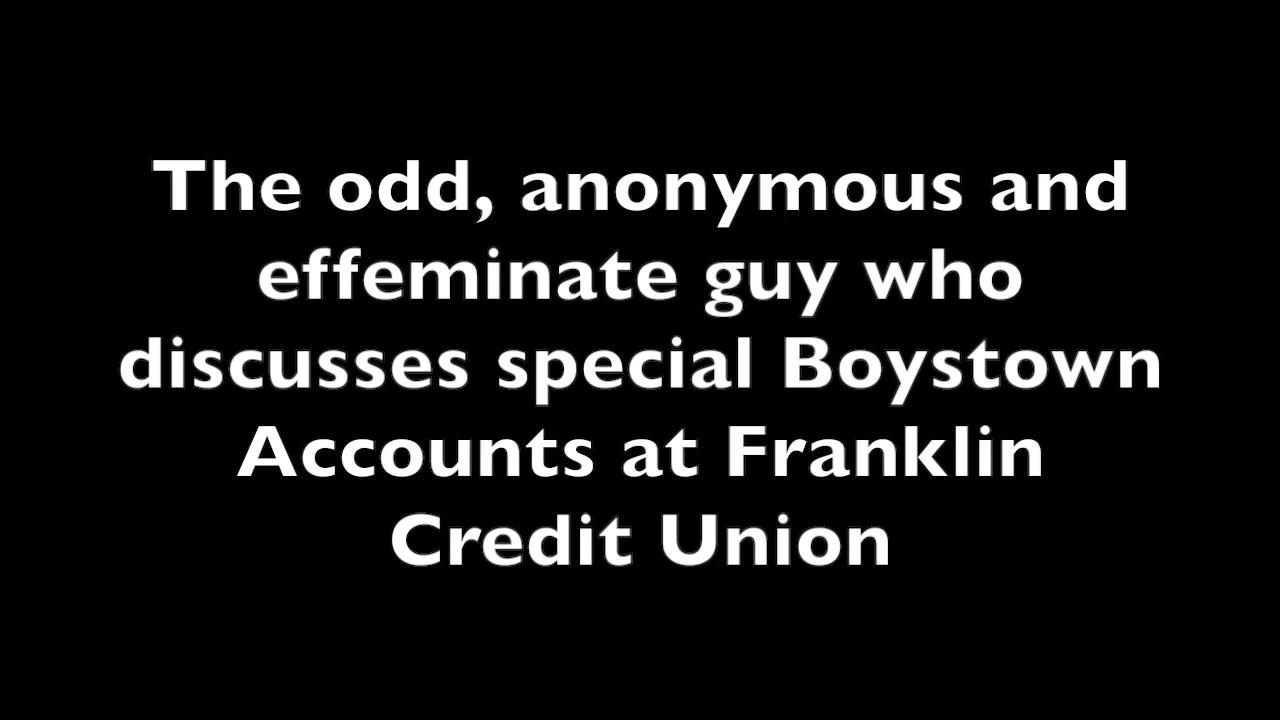 The odd, anonymous and
effeminate guy who
discusses special Boystown
Accounts at Franklin
Credit Union